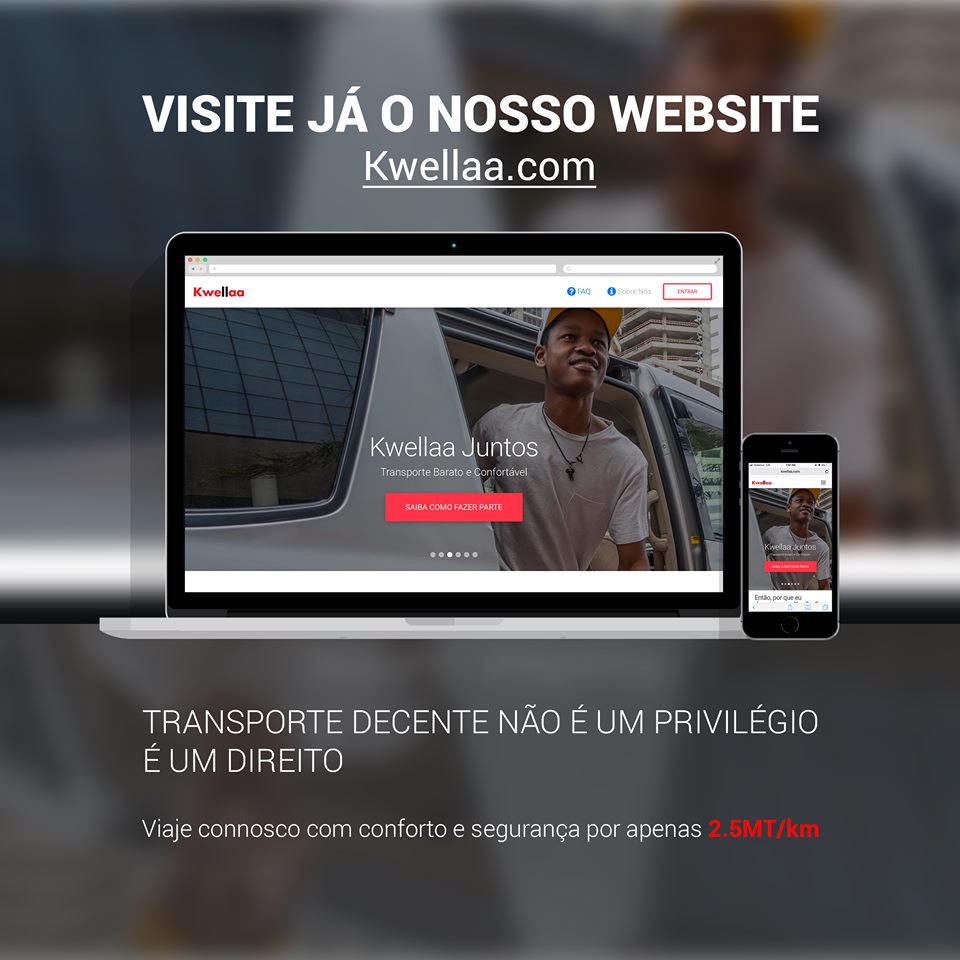 VISITE JÁ O NOSSO WEBSITE
Kwellaa.com
Kwellaa
FAQ
Sobre Nós
ENTRAR
Kwellaa Juntos
Transporte Barato e Confortável
SAIBA COMO FAZER PARTE
kwellaa.com
Kwellaa
Kwellaa Juntos
SAIBA COMO FAZER PARTE
Então, por que eu
TRANSPORTE DECENTE NÃO É UM PRIVILÉGIO
É UM DIREITO
Viaje connosco com conforto e segurança por apenas 2.5MT/km